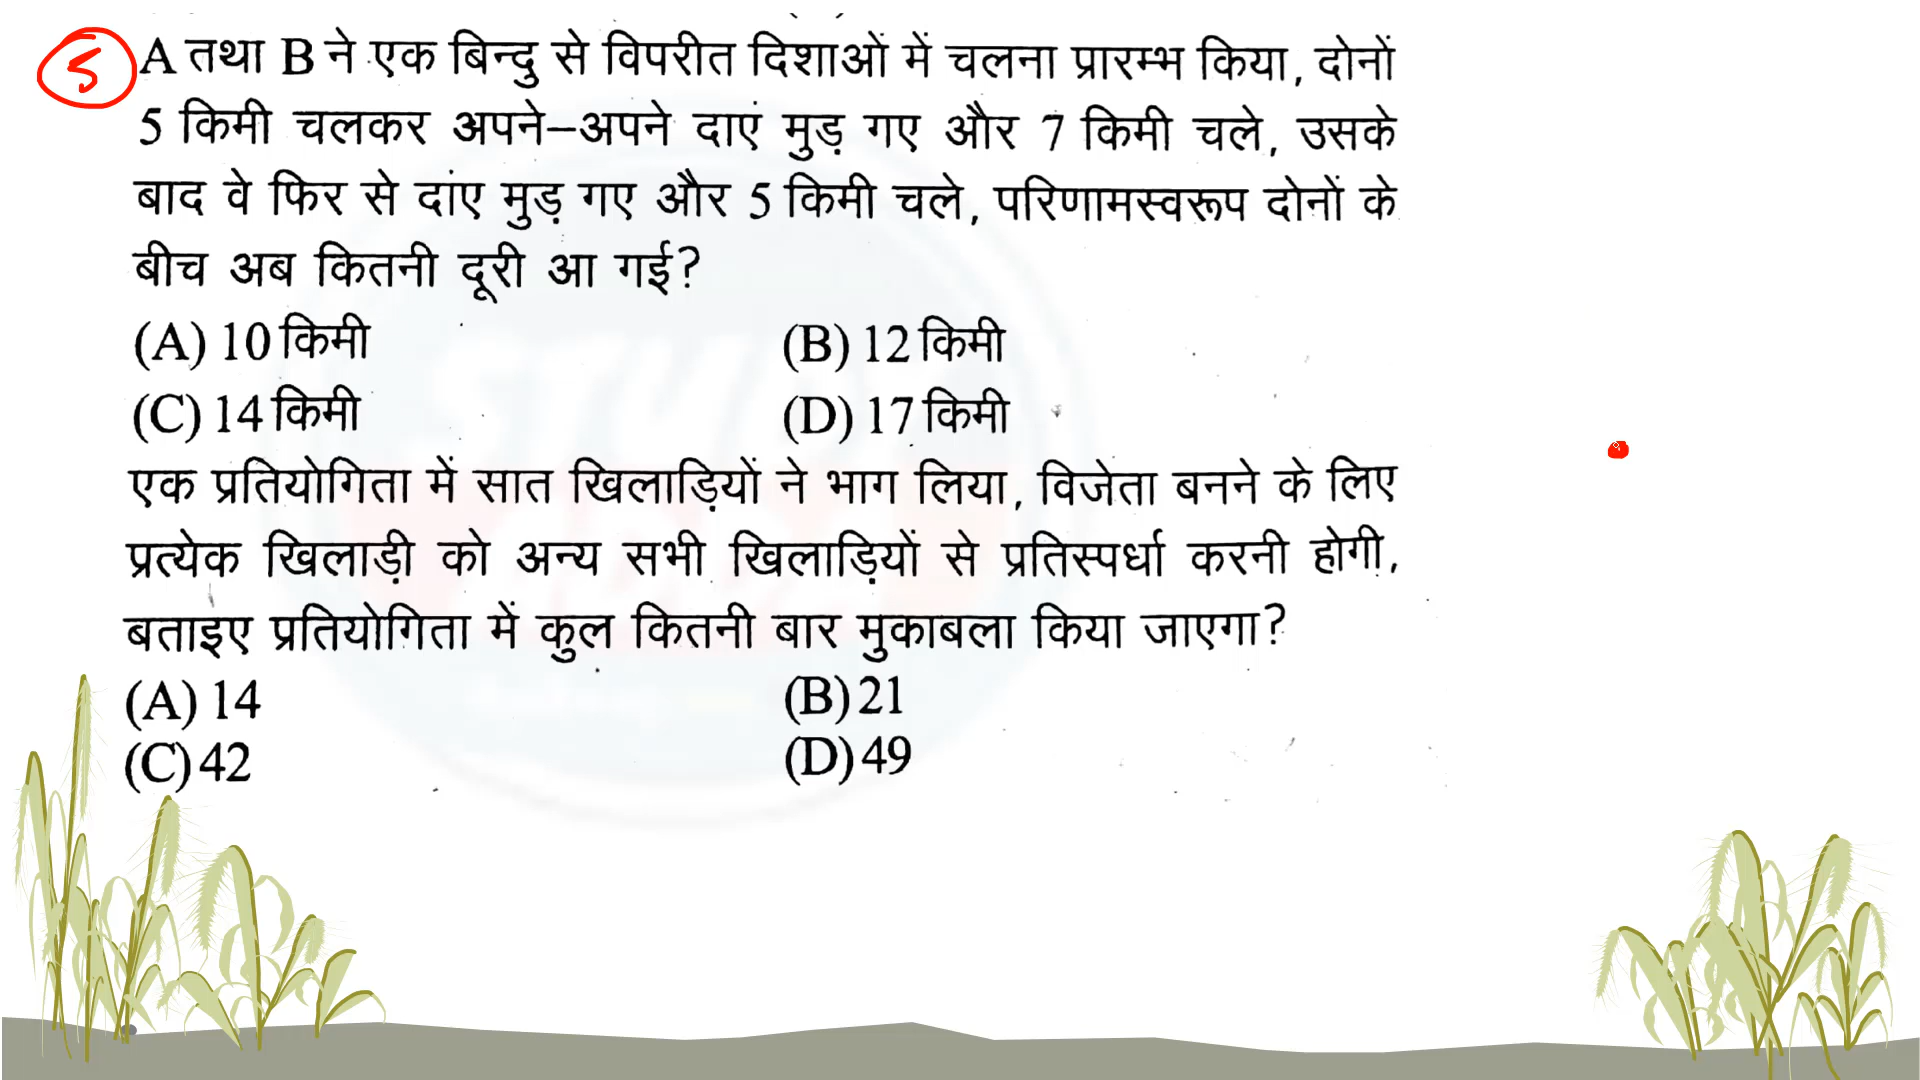 5 A तथा B ने एक बिन्दु से विपरीत दिशाओं में चलना प्रारम्भ किया, दोनों
5 किमी चलकर अपने–अपने दाएं मुड़ गए और 7 किमी चले, उसके
बाद वे फिर से दांए मुड़ गए और 5 किमी चले, परिणामस्वरूप दोनों के
बीच अब कितनी दूरी आ गई?
(A) 10 किमी (B) 12 किमी
(C) 14 किमी (D) 17 किमी
एक प्रतियोगिता में सात खिलाड़ियों ने भाग लिया, विजेता बनने के लिए
प्रत्येक खिलाड़ी को अन्य सभी खिलाड़ियों से प्रतिस्पर्धा करनी होगी,
बताइए प्रतियोगिता में कुल कितनी बार मुकाबला किया जाएगा?
(A) 14 (B) 21
(C) 42 (D) 49